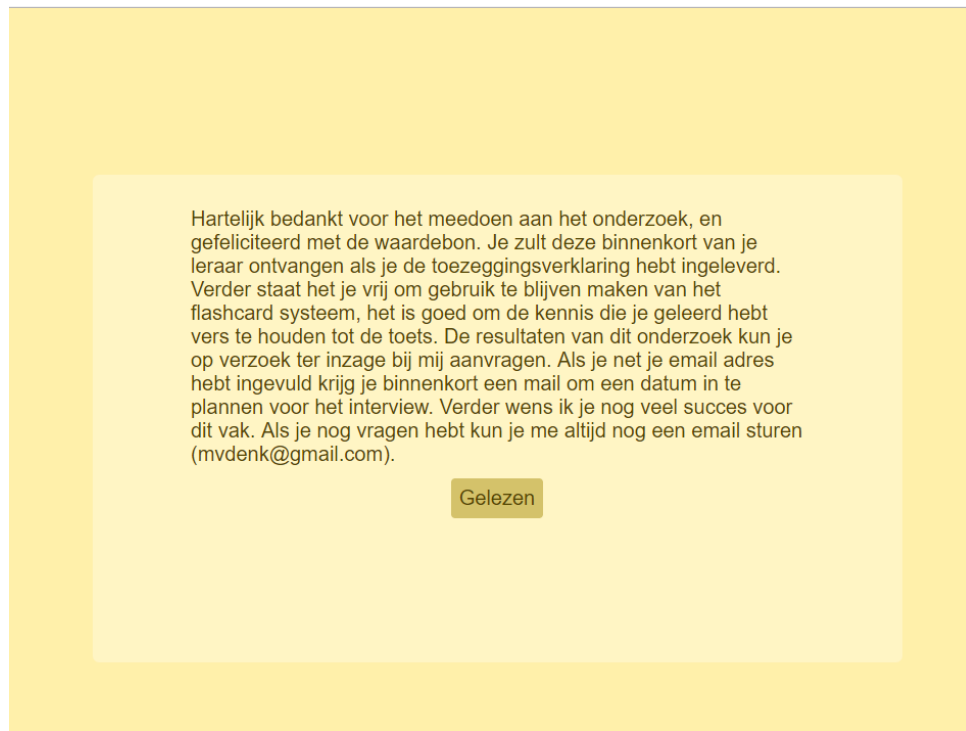 Hartelijk bedankt voor het meedoen aan het onderzoek, en
gefeliciteerd met de waardebon. Je zult deze binnenkort van je
leraar ontvangen als je de toezeggingsverklaring hebt ingeleverd.
Verder staat het je vrij om gebruik te blijven maken van het
flashcard systeem, het is goed om de kennis die je geleerd hebt
vers te houden tot de toets. De resultaten van dit onderzoek kun je
op verzoek ter inzage bij mij aanvragen. Als je net je email adres
hebt ingevuld krijg je binnenkort een mail om een datum in te
plannen voor het interview. Verder wens ik je nog veel succes voor
dit vak. Als je nog vragen hebt kun je me altijd nog een email sturen
(mvdenk@gmail.com).
Gelezen